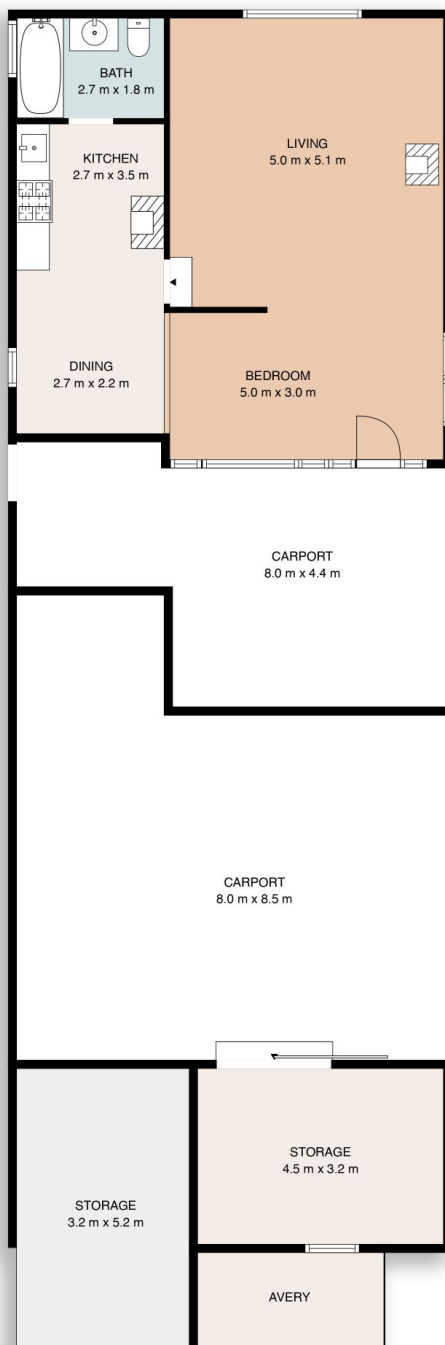 BATH
2.7 m x 1.8 m
LIVING
5.0 m x 5.1 m
KITCHEN
2.7 m x 3.5 m
DINING
2.7 m x 2.2 m
BEDROOM
5.0 m x 3.0 m
CARPORT
8.0 m x 4.4 m
CARPORT
8.0 m x 8.5 m
STORAGE
4.5 m x 3.2 m
STORAGE
3.2 m x 5.2 m
AVERY